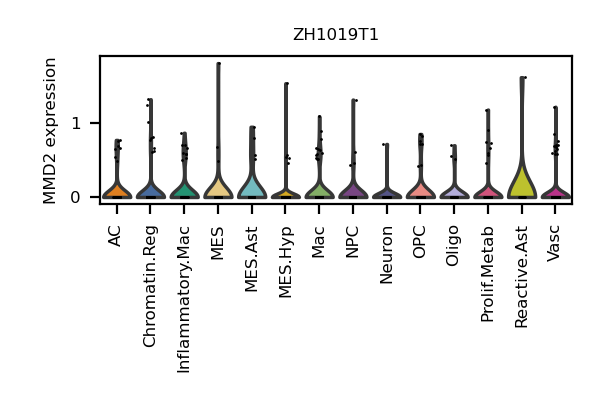 ZH1019T1
MMD2 expression
1
0
AC
Chromatin.Reg
Inflammatory.Mac
MES
MES.Ast
MES.Hyp
Mac
NPC
Neuron
OPC
Oligo
Prolif.Metab
Reactive.Ast
Vasc